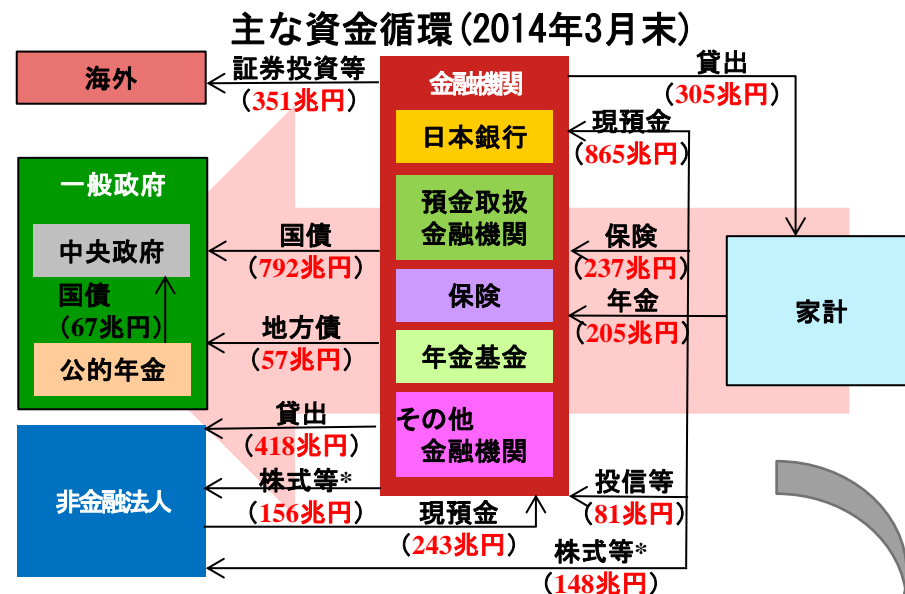 主な資金循環(2014年3月末)
海外
証券投資等
(351兆円)
金融機関
貸出
(305兆円)
日本銀行
現預金
(865兆円)
一般政府
中央政府
国債
(67兆円)
公的年金
国債
(792兆円)
地方債
(57兆円)
預金取扱
金融機関
保険
年金基金
その他
金融機関
保険
(237兆円)
年金
(205兆円)
家計
非金融法人
貸出
(418兆円)
株式等*
(156兆円)
現預金
(243兆円)
投信等
(81兆円)
株式等*
(148兆円)